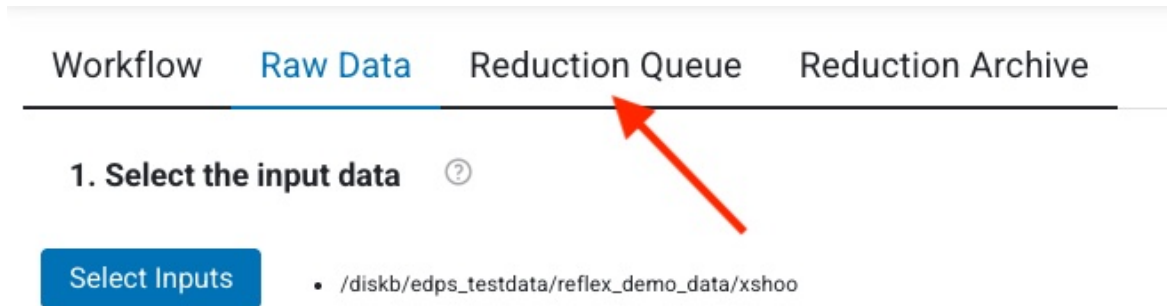 Workflow Raw Data Reduction Queue Reduction Archive
1. Select the input data ?
Select Inputs • /diskb/edps_testdata/reflex_demo_data/xshoo